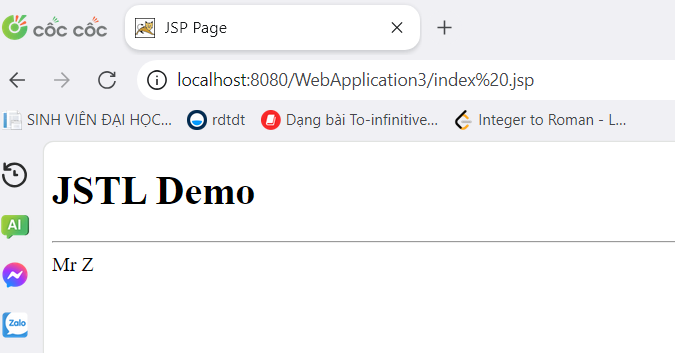 cốc cốc
JSP Page
localhost:8080/WebApplication3/index%20.jsp
SINH VIÊN ĐẠI HỌC... rdtdt Dạng bài To-infinitive... Integer to Roman - L...
JSTL Demo
AI
Mr Z
Zalo